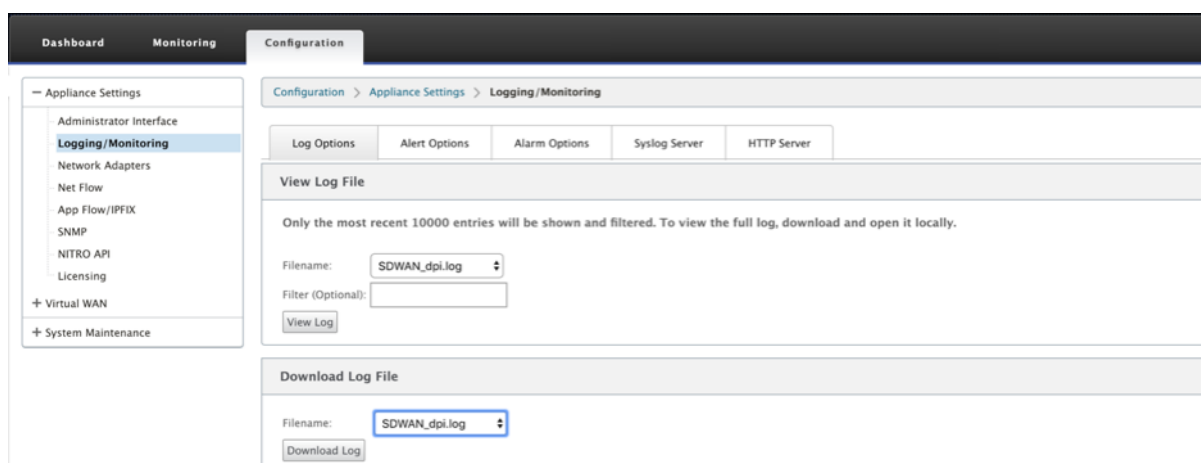 Dashboard Monitoring Configuration
Appliance Settings
Administrator Interface
Logging/Monitoring
Network Adapters
Net Flow
App Flow/IPFIX
SNMP
NITRO API
Licensing
Virtual WAN
System Maintenance
Configuration > Appliance Settings > Logging/Monitoring
Log Options Alert Options Alarm Options Syslog Server HTTP Server
View Log File
Only the most recent 10000 entries will be shown and filtered. To view the full log, download and open it locally.
Filename: SDWAN_dpi.log
Filter (Optional):
View Log
Download Log File
Filename: SDWAN_dpi.log
Download Log